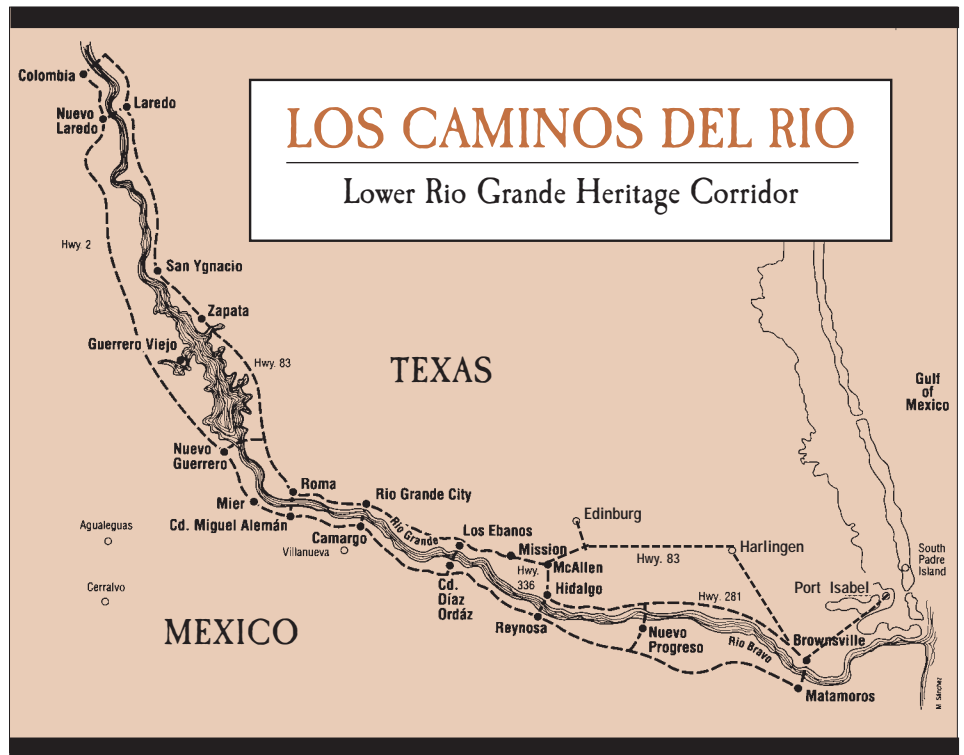 LOS CAMINOS DEL RIO
Lower Rio Grande Heritage Corridor
Colombia
Laredo
Nuevo
Laredo
Hwy 2
San Ygnacio
Zapata
Guerrero Viejo
Hwy. 83
TEXAS
Gulf
of
Mexico
Nuevo
Guerrero
Roma
Rio Grande City
Mier
Cd. Miguel Alemán
Camargo
Villanueva
Agualeguas
Cerralvo
Rio Grande
Los Ebanos
Edinburg
Mission
McAllen
Hwy. 83
Harlingen
South
Padre
Island
Hwy.
336
Hidalgo
Hwy. 281
Port Isabel
Cd.
Díaz
Ordáz
Reynosa
Nuevo
Progreso
Rio Bravo
Brownsville
Matamoros
MEXICO
M. Sánchez